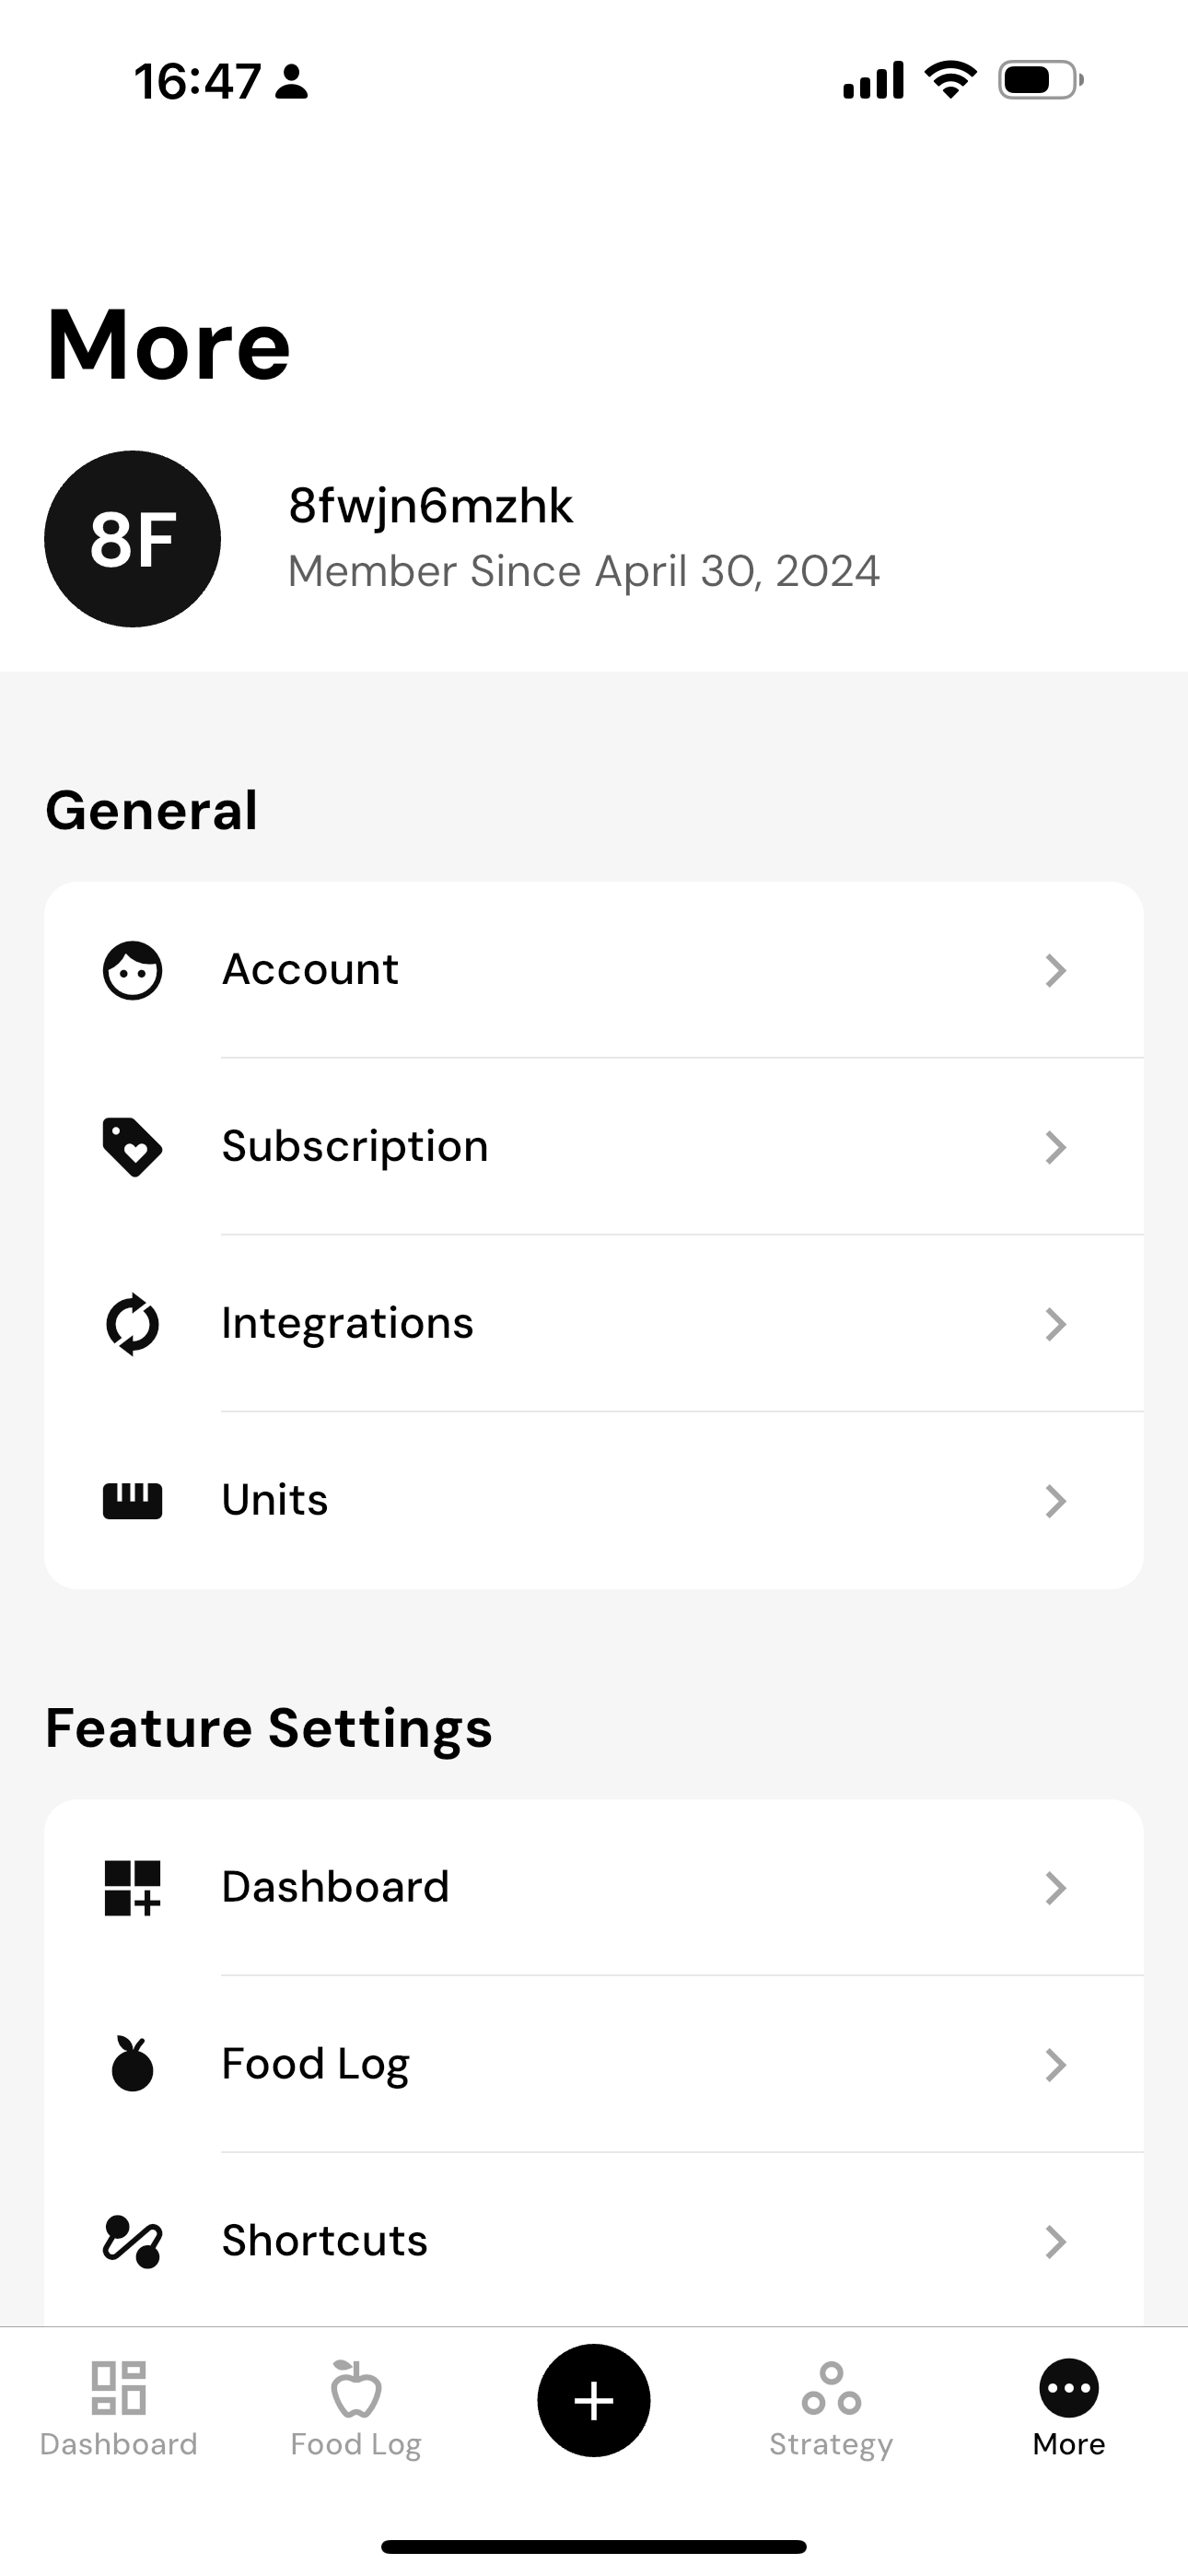 16:47
More
8F
8fwjn6mzhk
Member Since April 30, 2024
General
Account
Subscription
Integrations
Units
Feature Settings
Dashboard
Food Log
Shortcuts
Dashboard
Food Log
Strategy
More